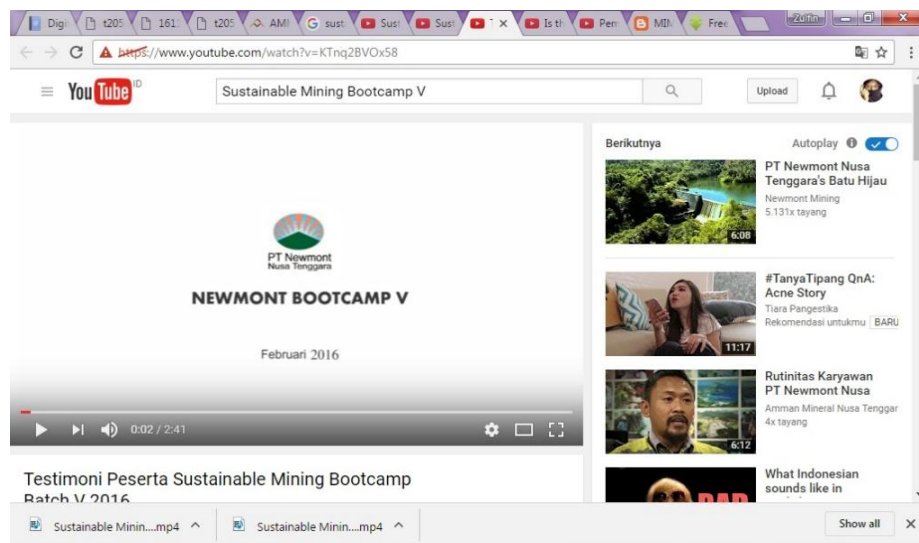 Digi
t205
161
t205
AMI
sust
Sust
Sust
T
Is th
Pem
MIN
Free
Zulfin
https://www.youtube.com/watch?v=KTnq2BVOx58
YouTube ID
Sustainable Mining Bootcamp V
Upload
PT Newmont
Nusa Tenggara
NEWMONT BOOTCAMP V
Februari 2016
0:02 / 2:41
Testimoni Peserta Sustainable Mining Bootcamp
Batch V 2016
Berikutnya
Autoplay
6:08
PT Newmont Nusa
Tenggara's Batu Hijau
Newmont Mining
5.131x tayang
11:17
#TanyaTipang QnA:
Acne Story
Tiara Pangestika
Rekomendasi untukmu BARU
6:12
Rutinitas Karyawan
PT Newmont Nusa
Amman Mineral Nusa Tenggar
4x tayang
What Indonesian
sounds like in
Sustainable Minin....mp4
Sustainable Minin....mp4
Show all